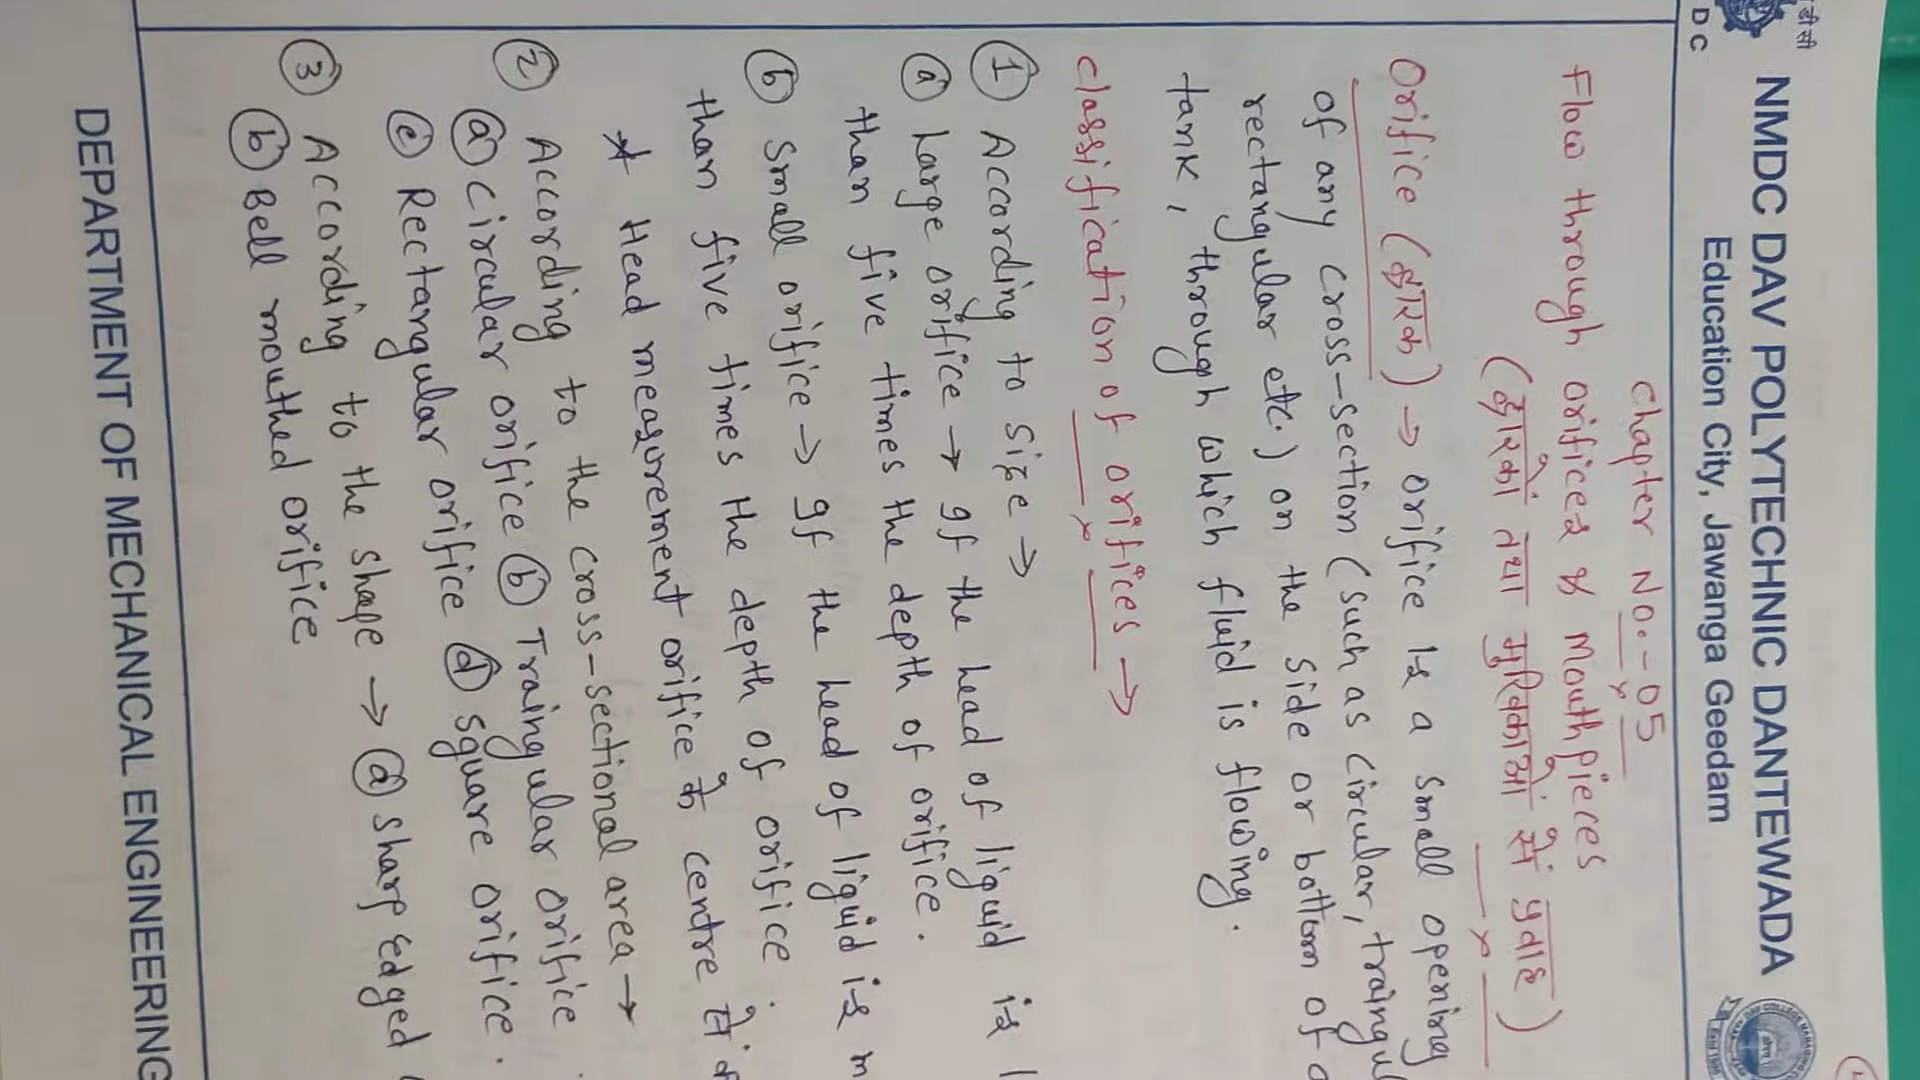 NMDC DAV POLYTECHNIC DANTEWADA
Education City, Jawanga Geedam
D C
Chapter No.-05
Flow through orifices & Mouthpieces
Orifice (द्वारक) → orifice is a small opening
of any cross-section (such as circular, traingul
rectangular etc.) on the side or bottom of a
tank, through which fluid is flowing.
classification of orifices →
① According to size →
ⓐ Large orifice → If the head of liquid is l
than five times the depth of orifice.
ⓑ Small orifice → If the head of liquid is m
than five times the depth of orifice.
* Head measurement orifice के centre से
② According to the cross-sectional area →
ⓐ circular orifice ⓑ Traingular orifice
ⓒ Rectangular orifice ⓓ square orifice.
③ According to the shape → ⓐ sharp edged
ⓑ Bell mouthed orifice
DEPARTMENT OF MECHANICAL ENGINEERING